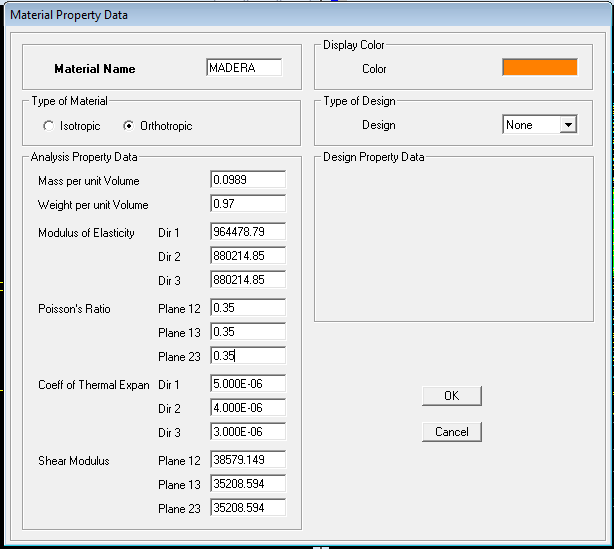 Material Property Data
Material Name MADERA
Display Color
Color
Type of Material
Isotropic Orthotropic
Type of Design
Design None
Analysis Property Data
Mass per unit Volume 0.0989
Weight per unit Volume 0.97
Modulus of Elasticity Dir 1 964478.79
Dir 2 880214.85
Dir 3 880214.85
Poisson's Ratio Plane 12 0.35
Plane 13 0.35
Plane 23 0.35
Coeff of Thermal Expan Dir 1 5.000E-06
Dir 2 4.000E-06
Dir 3 3.000E-06
Shear Modulus Plane 12 38579.149
Plane 13 35208.594
Plane 23 35208.594
Design Property Data
OK
Cancel